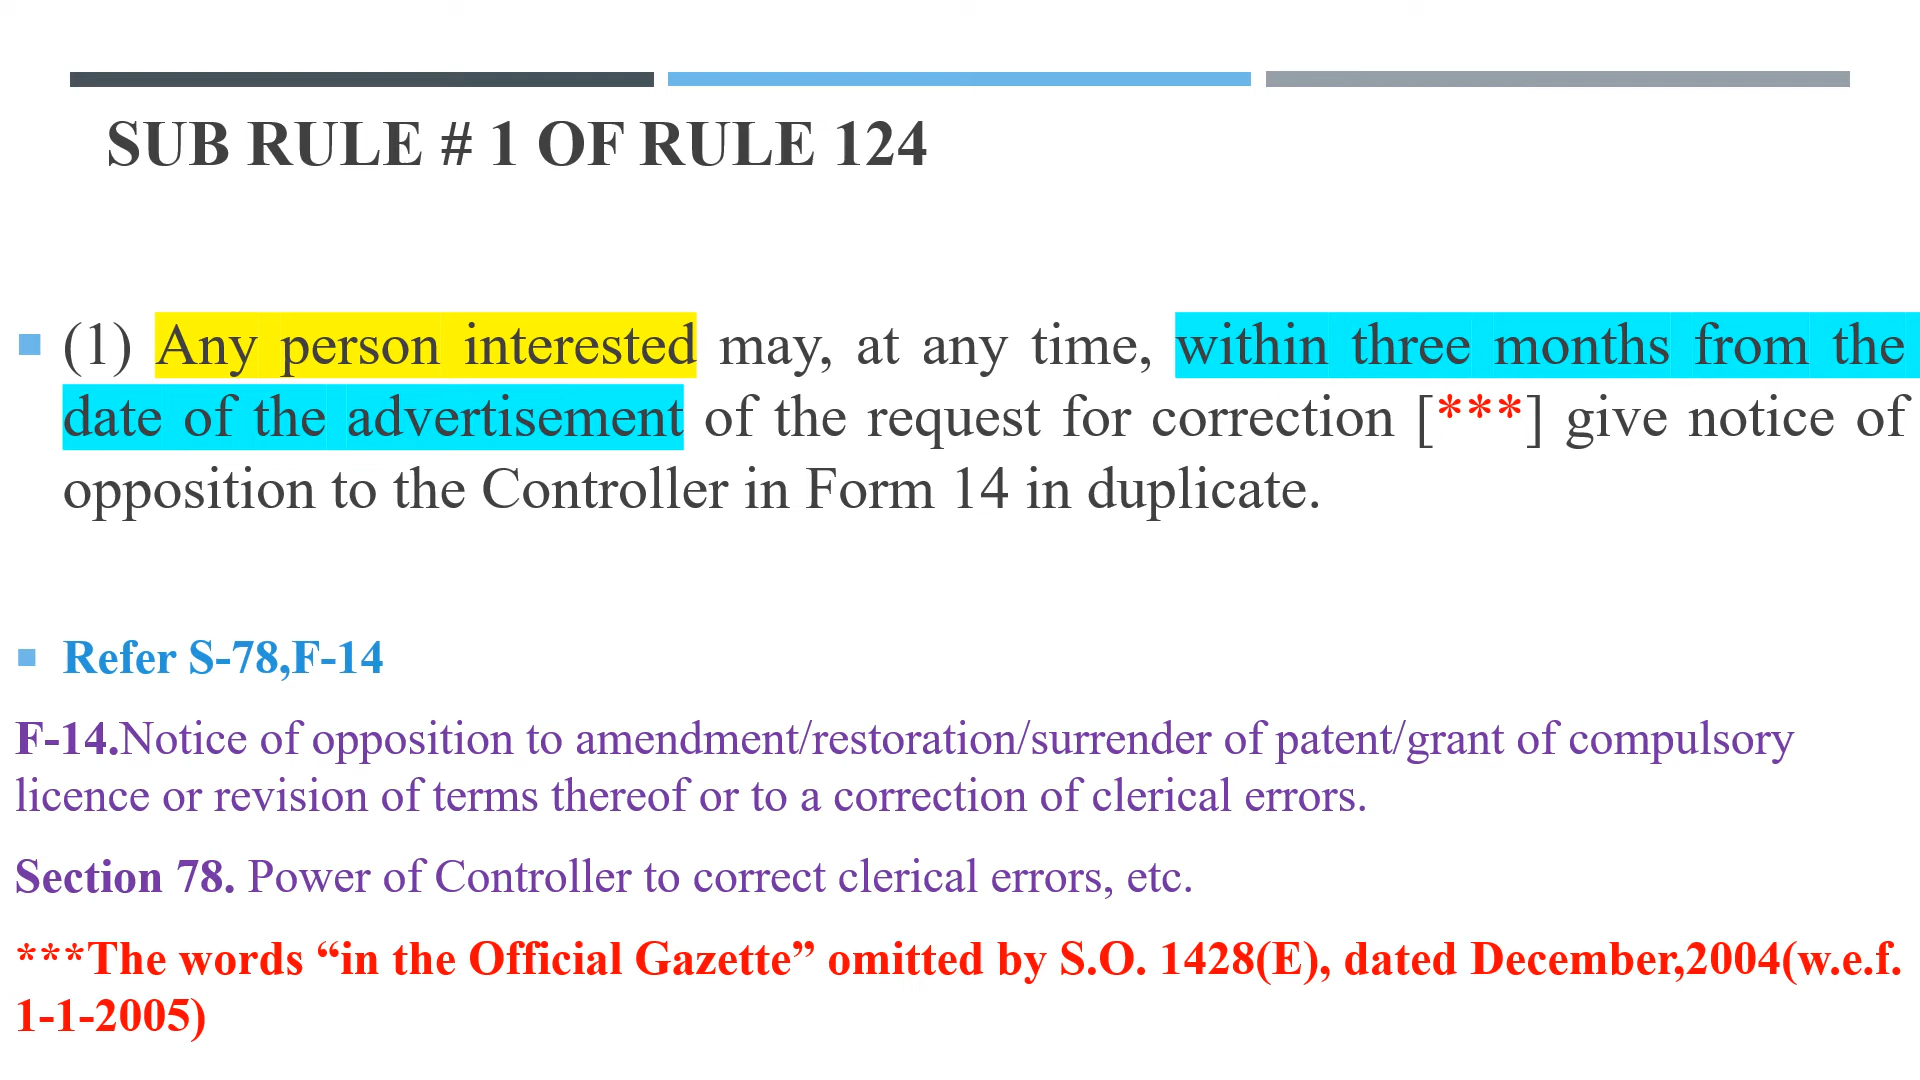 SUB RULE # 1 OF RULE 124
(1) Any person interested may, at any time, within three months from the
date of the advertisement of the request for correction [***] give notice of
opposition to the Controller in Form 14 in duplicate.
Refer S-78,F-14
F-14.Notice of opposition to amendment/restoration/surrender of patent/grant of compulsory
licence or revision of terms thereof or to a correction of clerical errors.
Section 78. Power of Controller to correct clerical errors, etc.
***The words “in the Official Gazette” omitted by S.O. 1428(E), dated December,2004(w.e.f.
1-1-2005)